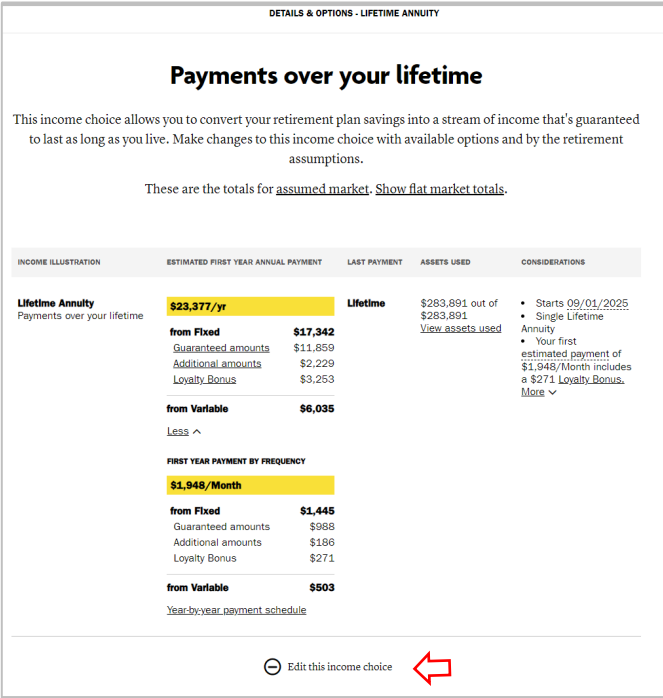 DETAILS & OPTIONS - LIFETIME ANNUITY
Payments over your lifetime
This income choice allows you to convert your retirement plan savings into a stream of income that's guaranteed
to last as long as you live. Make changes to this income choice with available options and by the retirement
assumptions.
These are the totals for assumed market. Show flat market totals.
INCOME ILLUSTRATION
ESTIMATED FIRST YEAR ANNUAL PAYMENT
LAST PAYMENT
ASSETS USED
CONSIDERATIONS
Lifetime Annuity
Payments over your lifetime
$23,377/yr
from Fixed $17,342
Guaranteed amounts $11,859
Additional amounts $2,229
Loyalty Bonus $3,253
from Variable $6,035
Less
FIRST YEAR PAYMENT BY FREQUENCY
$1,948/Month
from Fixed $1,445
Guaranteed amounts $988
Additional amounts $186
Loyalty Bonus $271
from Variable $503
Year-by-year payment schedule
Lifetime
$283,891 out of
$283,891
View assets used
• Starts 09/01/2025
• Single Lifetime
Annuity
• Your first
estimated payment of
$1,948/Month includes
a $271 Loyalty Bonus.
More
Edit this income choice